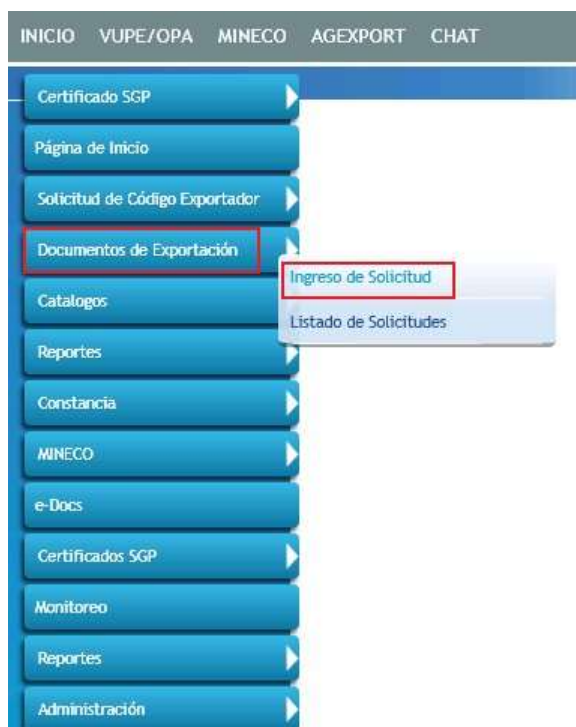 INICIO VUPE/OPA MINECO AGEXPORT CHAT
Certificado SGP
Página de Inicio
Solicitud de Código Exportador
Documentos de Exportación
Ingreso de Solicitud
Catalogos
Listado de Solicitudes
Reportes
Constancia
MINECO
e-Docs
Certificados SGP
Monitoreo
Reportes
Administración